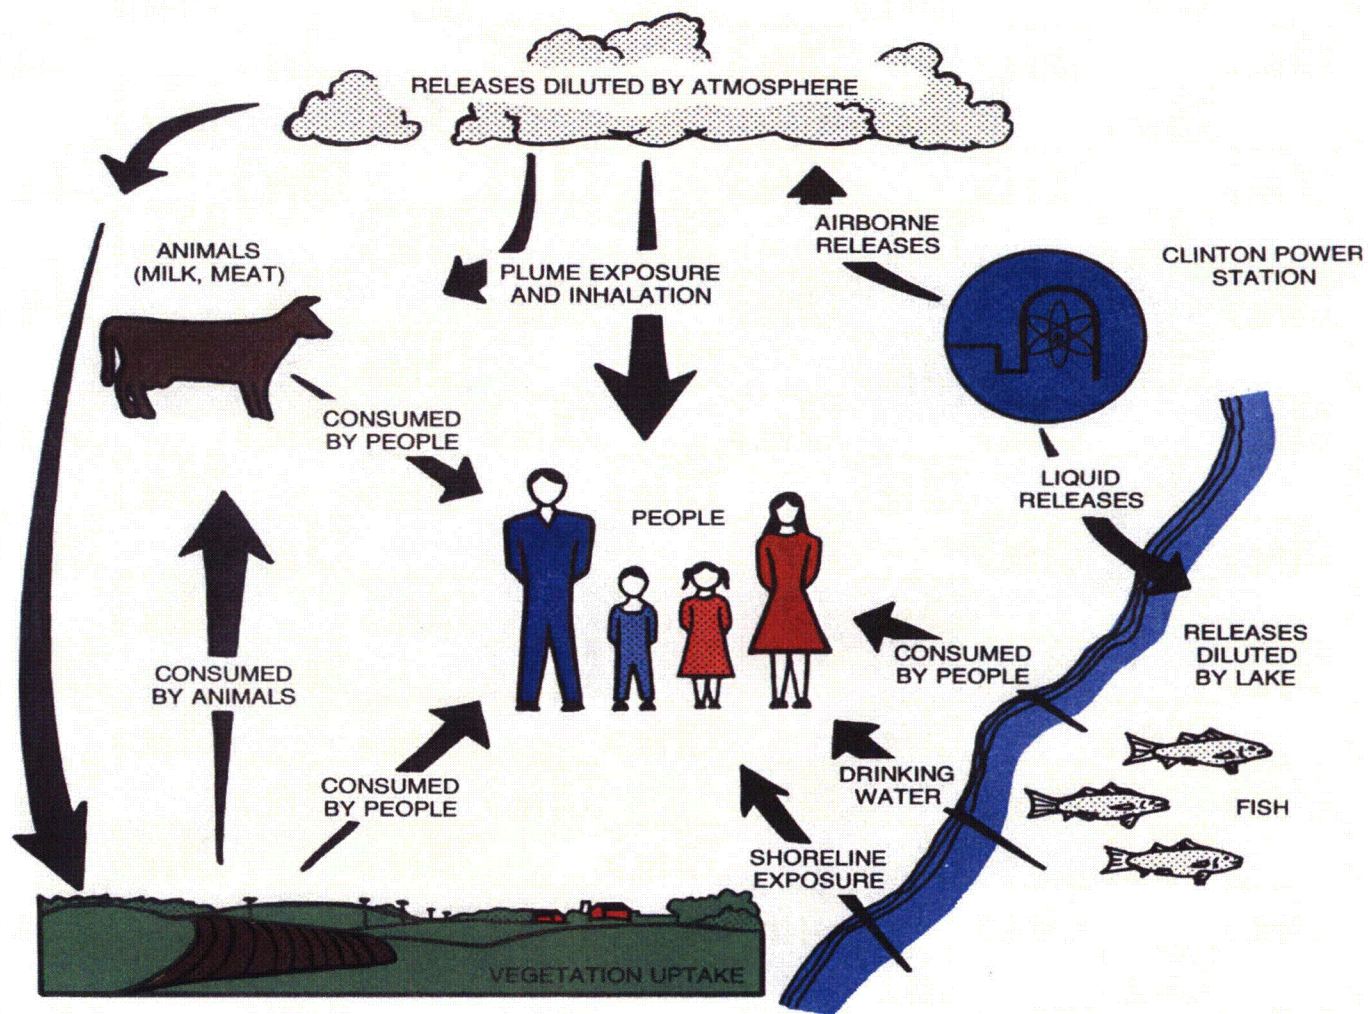 RELEASES DILUTED BY ATMOSPHERE
AIRBORNE
RELEASES
ANIMALS
(MILK, MEAT)
PLUME EXPOSURE
AND INHALATION
CLINTON POWER
STATION
CONSUMED
BY PEOPLE
LIQUID
RELEASES
PEOPLE
RELEASES
DILUTED
BY LAKE
CONSUMED
BY ANIMALS
CONSUMED
BY PEOPLE
CONSUMED
BY PEOPLE
DRINKING
WATER
FISH
SHORELINE
EXPOSURE
VEGETATION UPTAKE